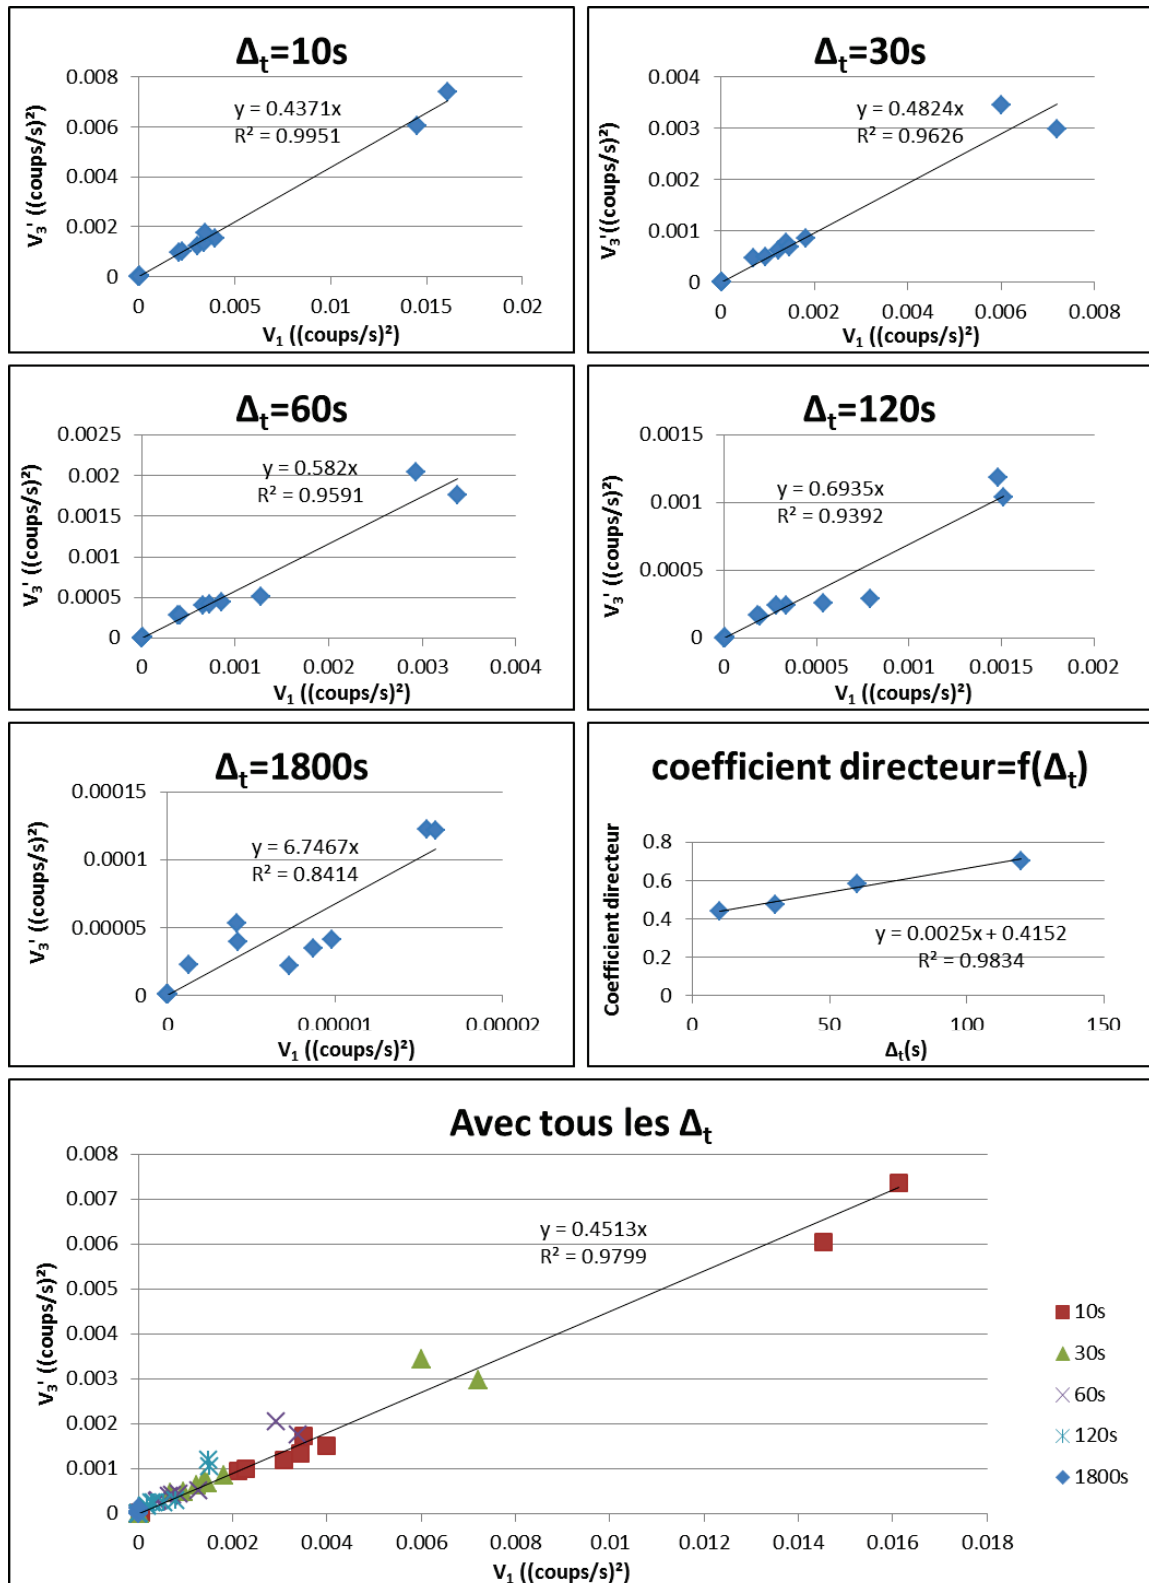 Δt=10s
0.008
0.006
0.004
0.002
0
V3' ((coups/s)²)
y = 0.4371x
R² = 0.9951
0 0.005 0.01 0.015 0.02
V1 ((coups/s)²)
Δt=30s
0.004
0.003
0.002
0.001
0
V3'((coups/s)²)
y = 0.4824x
R² = 0.9626
0 0.002 0.004 0.006 0.008
V1 ((coups/s)²)
Δt=60s
0.0025
0.002
0.0015
0.001
0.0005
0
V3' ((coups/s)²)
y = 0.582x
R² = 0.9591
0 0.001 0.002 0.003 0.004
V1 ((coups/s)²)
Δt=120s
0.0015
0.001
0.0005
0
V3' ((coups/s)²)
y = 0.6935x
R² = 0.9392
0 0.0005 0.001 0.0015 0.002
V1 ((coups/s)²)
Δt=1800s
0.00015
0.0001
0.00005
0
V3' ((coups/s)²)
y = 6.7467x
R² = 0.8414
0 0.00001 0.00002
V1 ((coups/s)²)
coefficient directeur=f(Δt)
0.8
0.6
0.4
0.2
0
Coefficient directeur
y = 0.0025x + 0.4152
R² = 0.9834
0 50 100 150
Δt(s)
Avec tous les Δt
0.008
0.007
0.006
0.005
0.004
0.003
0.002
0.001
0
V3' ((coups/s)²)
y = 0.4513x
R² = 0.9799
10s
30s
60s
120s
1800s
0 0.002 0.004 0.006 0.008 0.01 0.012 0.014 0.016 0.018
V1 ((coups/s)²)